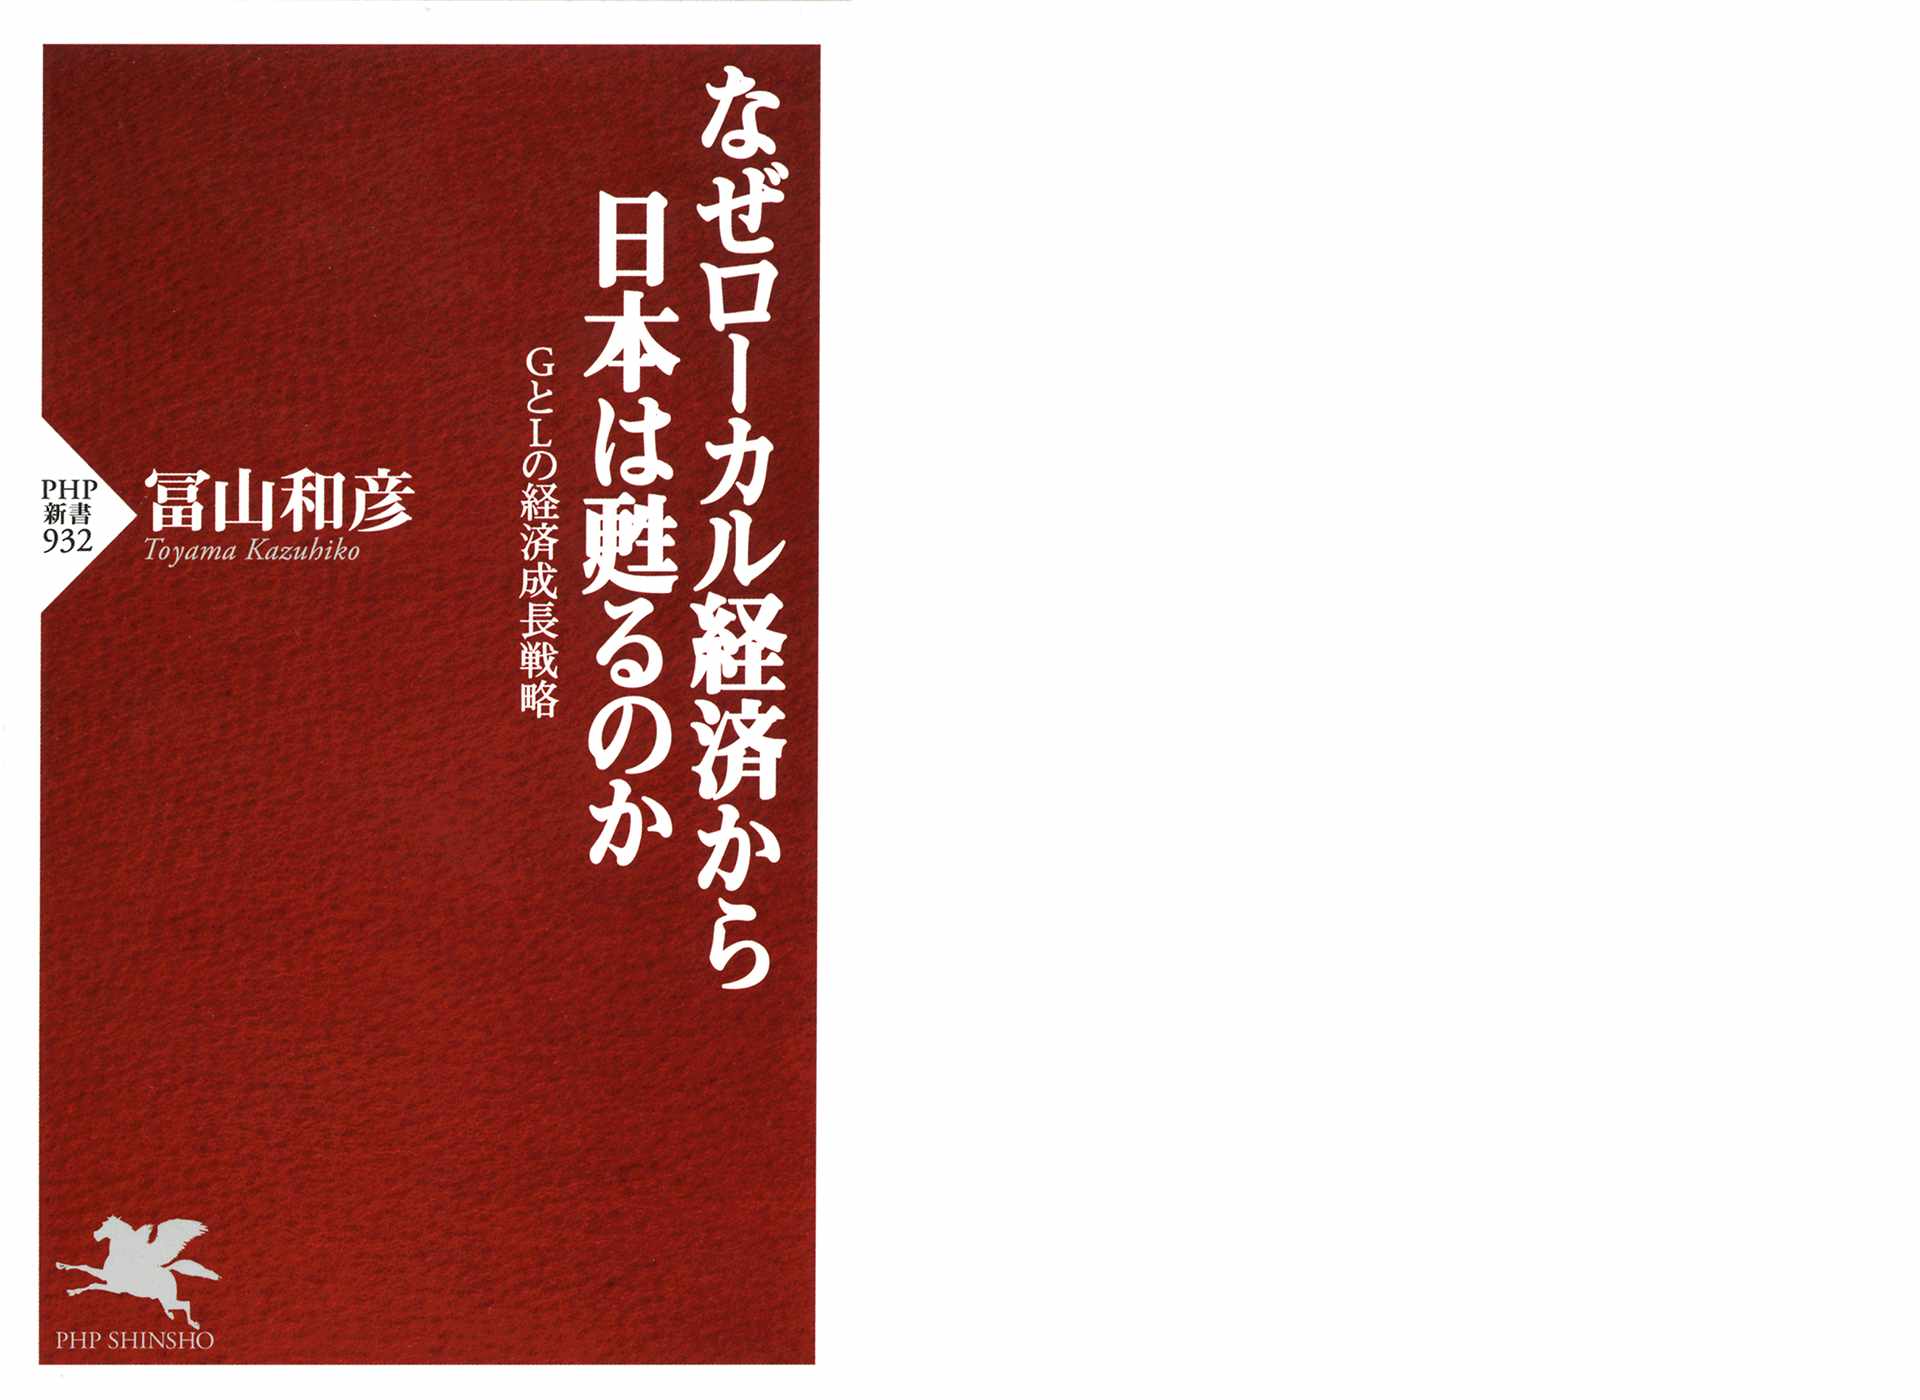 なぜローカル経済から
日本は甦るのか
GとLの経済成長戦略
冨山和彦
Toyama Kazuhiko
PHP
新書
932
PHP SHINSHO